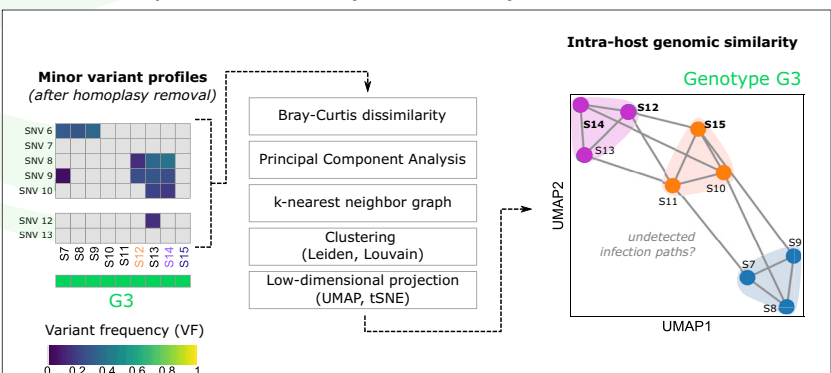 Minor variant profiles
(after homoplasy removal)
SNV 6
SNV 7
SNV 8
SNV 9
SNV 10
SNV 12
SNV 13
S7
S8
S9
S10
S11
S12
S13
S14
S15
G3
Variant frequency (VF)
0 0.2 0.4 0.6 0.8 1
Bray-Curtis dissimilarity
Principal Component Analysis
k-nearest neighbor graph
Clustering
(Leiden, Louvain)
Low-dimensional projection
(UMAP, tSNE)
Intra-host genomic similarity
Genotype G3
UMAP2
S12
S14
S13
S15
S10
S11
undetected
infection paths?
S9
S7
S8
UMAP1